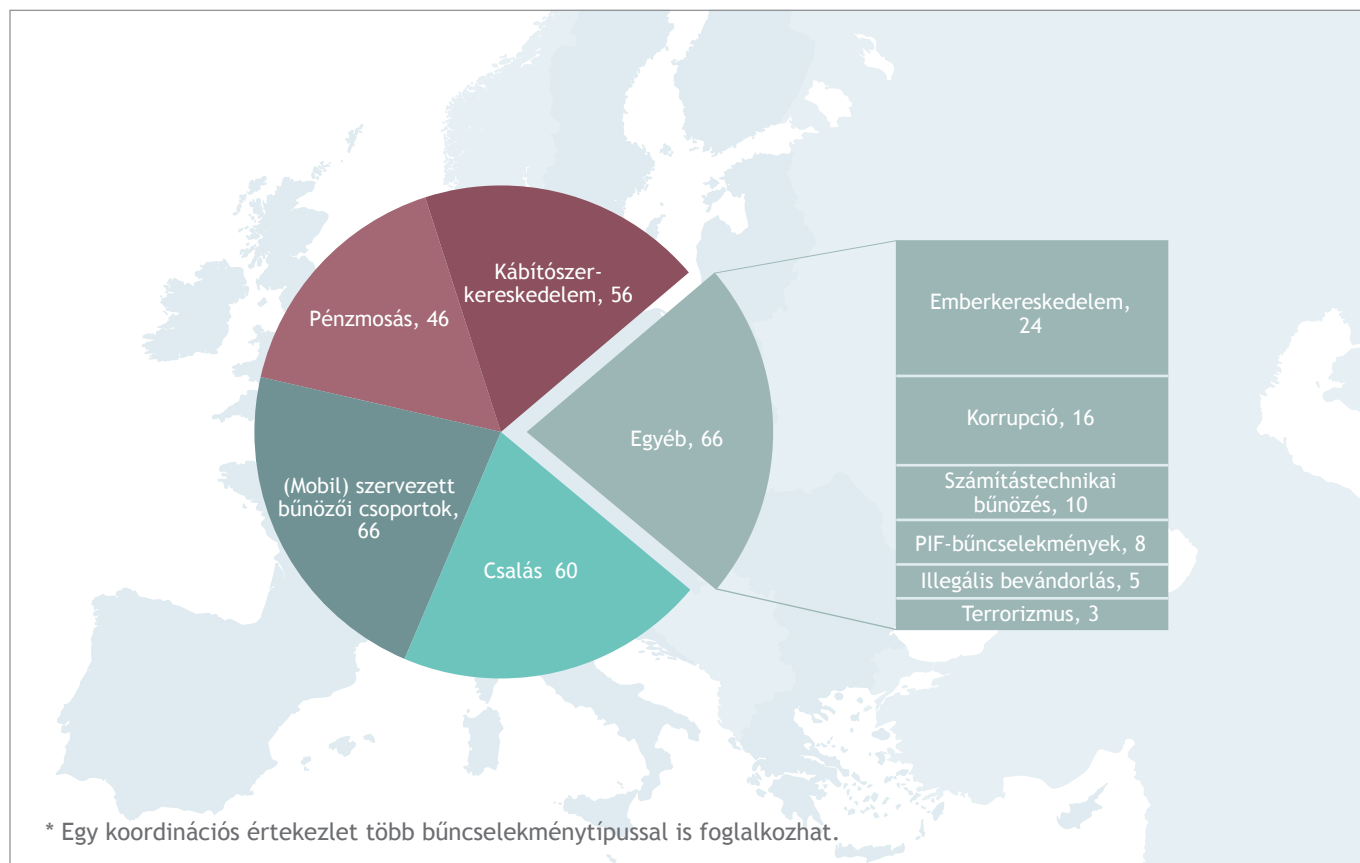 Kábítószer-
kereskedelem, 56
Pénzmosás, 46
(Mobil) szervezett
bűnözői csoportok,
66
Csalás 60
Egyéb, 66
Emberkereskedelem,
24
Korrupció, 16
Számítástechnikai
bűnözés, 10
PIF-bűncselekmények, 8
Illegális bevándorlás, 5
Terrorizmus, 3
* Egy koordinációs értekezlet több bűncselekménytípussal is foglalkozhat.